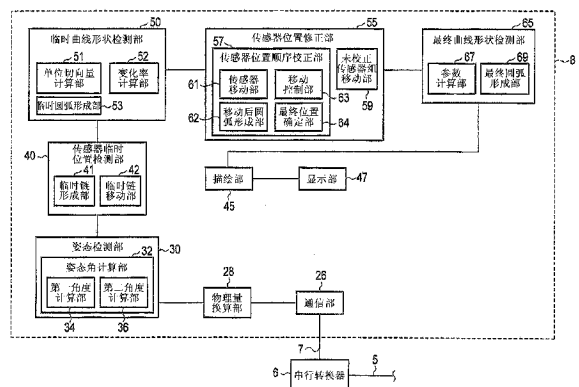 50
临时曲线形状检测部
51
单位切向量
计算部
52
变化率
计算部
临时圆弧形成部
53
55
传感器位置修正部
57
传感器位置顺序校正部
61
传感器
移动部
移动
控制部
63
62
移动后圆
弧形成部
最终位置
确定部
64
未校正
传感器组
移动部
59
65
最终曲线形状检测部
67
参数
计算部
69
最终圆弧
形成部
8
40
传感器临时
位置检测部
41
临时链
形成部
42
临时链
移动部
描绘部
45
显示部
47
30
姿态检测部
32
姿态角计算部
第一角度
计算部
34
第二角度
计算部
36
28
物理量
换算部
26
通信部
7
6
串行转换器
5